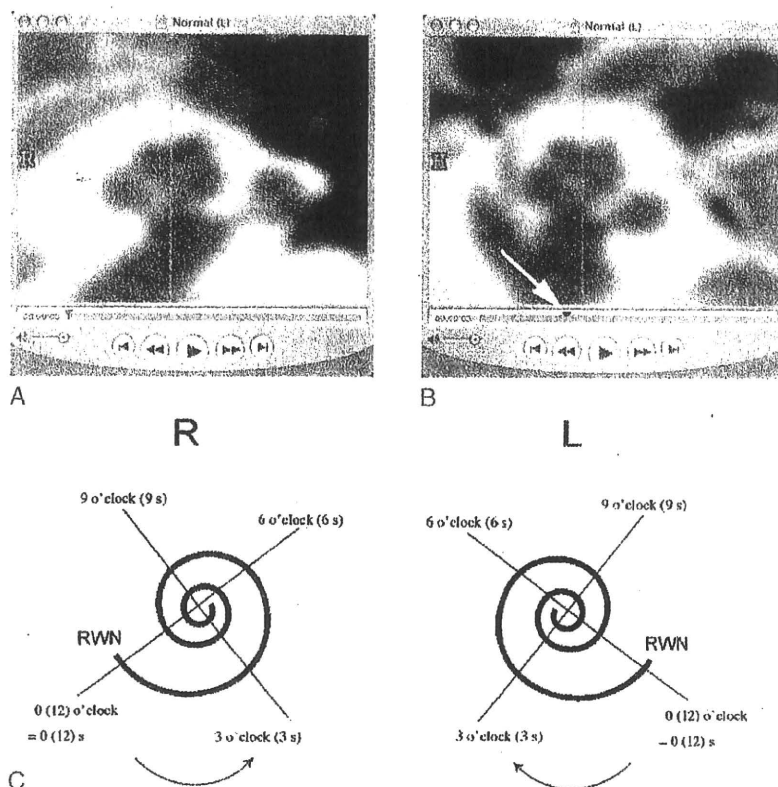 Normal (L)
Normal (L)
A
B
R
L
9 o'clock (9 s)
6 o'clock (6 s)
RWN
0 (12) o'clock
= 0 (12) s
3 o'clock (3 s)
9 o'clock (9 s)
6 o'clock (6 s)
RWN
0 (12) o'clock
– 0 (12) s
3 o'clock (3 s)
C